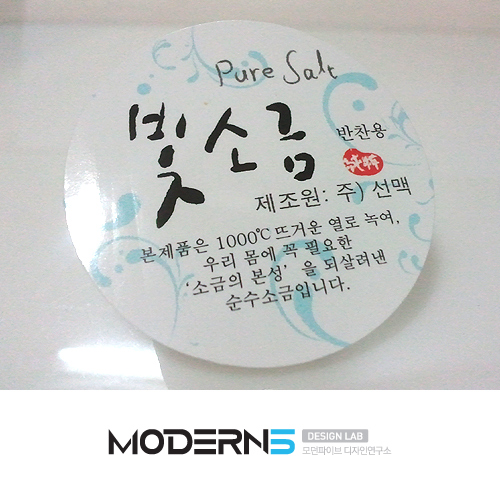 Pure Salt
빛소금 반찬용
제조원: 주) 선맥
본제품은 1000℃ 뜨거운 열로 녹여,
우리 몸에 꼭 필요한
‘소금의 본성’ 을 되살려낸
순수소금입니다.
MODERN5 DESIGN LAB
모던파이브 디자인연구소